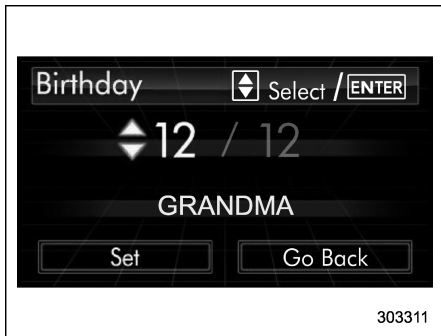 Birthday Select / ENTER
12 / 12
GRANDMA
Set Go Back
303311